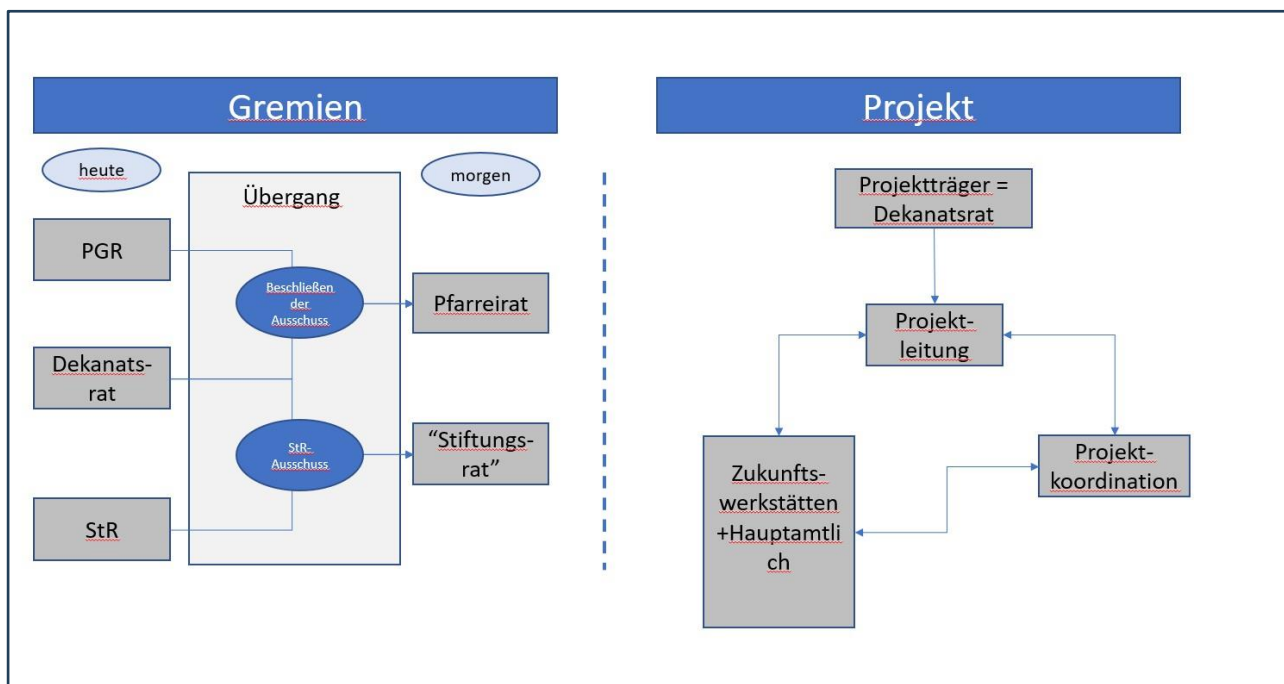 Gremien
heute
morgen
Übergang
PGR
Beschließen
der
Ausschuss
Pfarreirat
Dekanats-
rat
StR-
Ausschuss
“Stiftungs-
rat”
StR
Projekt
Projektträger =
Dekanatsrat
Projekt-
leitung
Zukunfts-
werkstätten
+Hauptamtli
ch
Projekt-
koordination